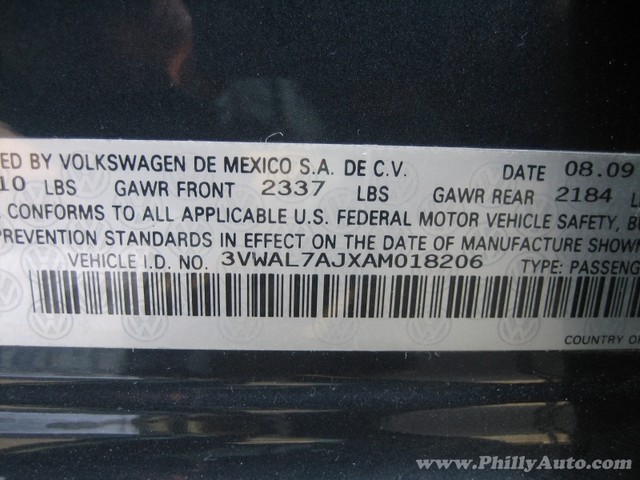 ED BY VOLKSWAGEN DE MEXICO S.A. DE C.V. DATE 08.09
10 LBS GAWR FRONT 2337 LBS GAWR REAR 2184
CONFORMS TO ALL APPLICABLE U.S. FEDERAL MOTOR VEHICLE SAFETY, BU
PREVENTION STANDARDS IN EFFECT ON THE DATE OF MANUFACTURE SHOWN
VEHICLE I.D. NO. 3VWAL7AJXAM018206 TYPE: PASSENG
COUNTRY O
www.PhillyAuto.com